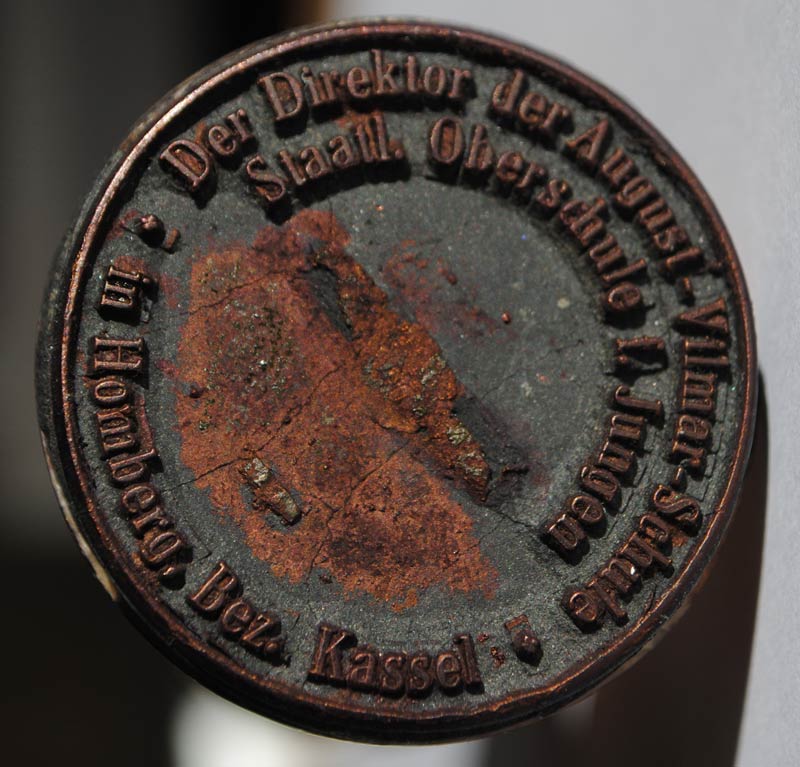 Der Direktor der August-Vilmar-Schule
Staatl. Oberschule f. Jungen
in Homberg, Bez. Kassel